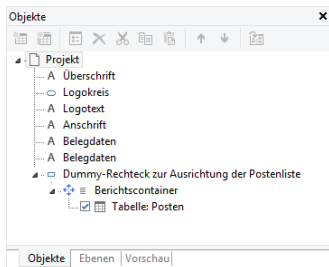 Objekte
Projekt
A Überschrift
Logokreis
A Logotext
A Anschrift
A Belegdaten
A Belegdaten
Dummy-Rechteck zur Ausrichtung der Postenliste
Berichtscontainer
Tabelle: Posten
Objekte Ebenen Vorschau